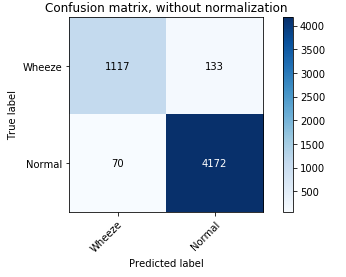 Confusion matrix, without normalization
Wheeze
1117
133
Normal
70
4172
Wheeze
Normal
True label
Predicted label
4000
3500
3000
2500
2000
1500
1000
500